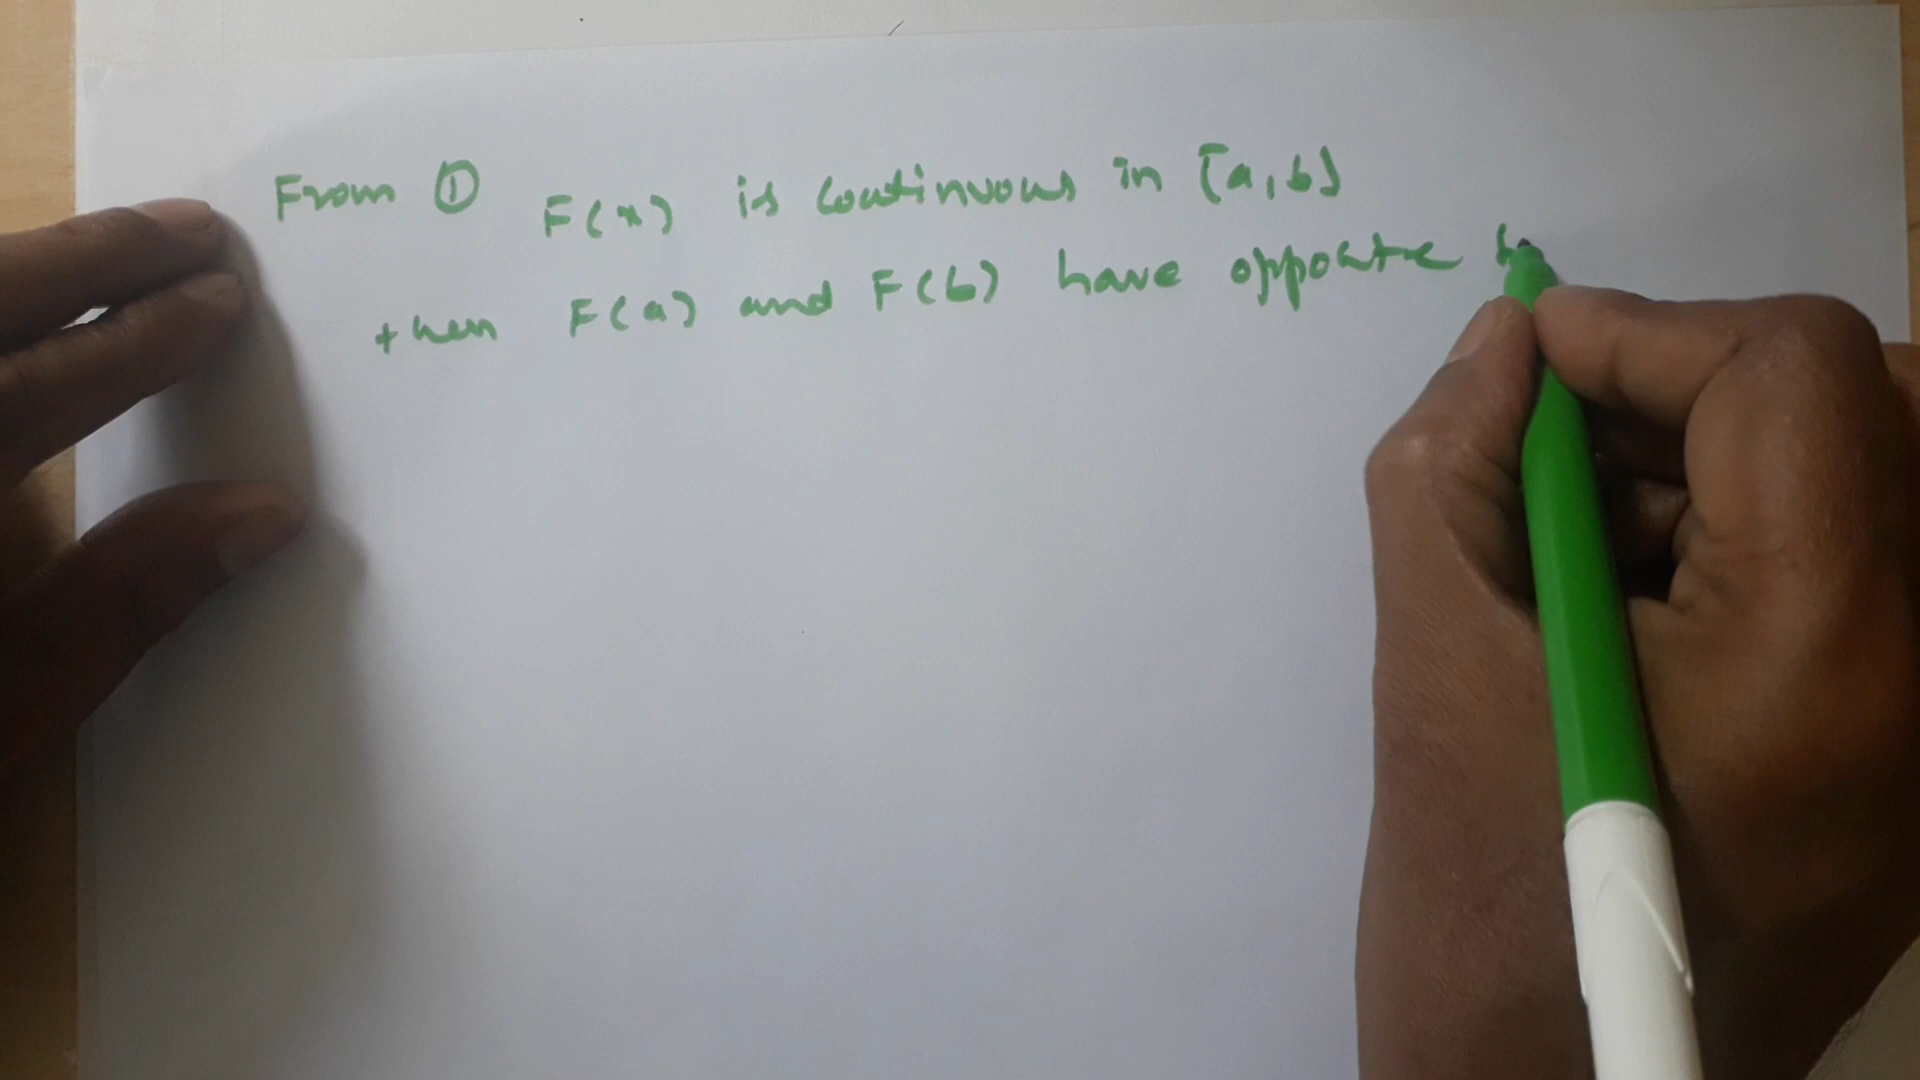 From ① F(x) is continuous in [a,b]
then F(a) and F(b) have opposite